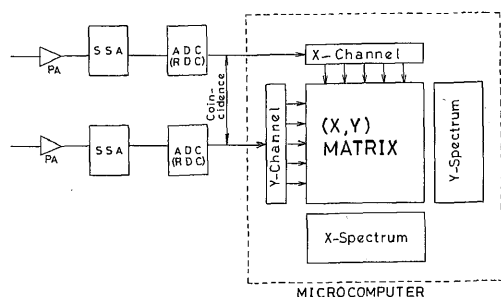 PA
SSA
ADC
(RDC)
Coin-
cidence
X-Channel
PA
SSA
ADC
(RDC)
Y-Channel
(X,Y)
MATRIX
Y-Spectrum
X-Spectrum
MICROCOMPUTER